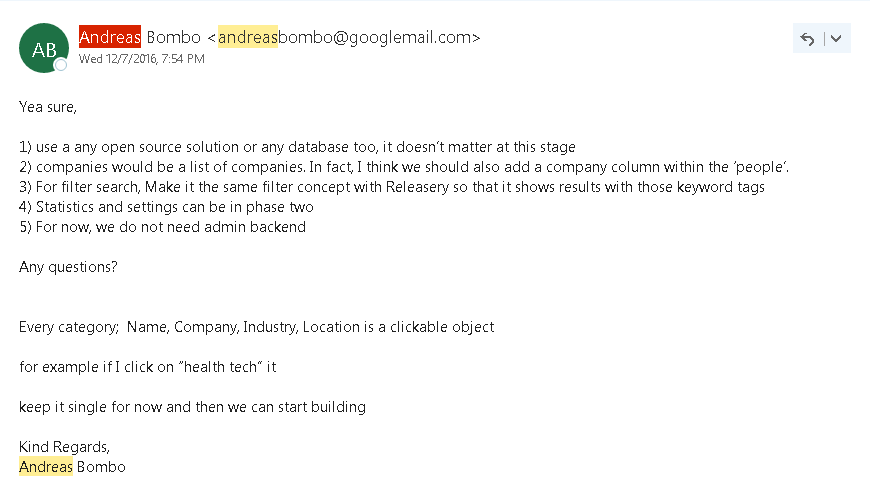 AB
Andreas Bombo <andreasbombo@googlemail.com>
Wed 12/7/2016, 7:54 PM
Yea sure,
1) use a any open source solution or any database too, it doesn't matter at this stage
2) companies would be a list of companies. In fact, I think we should also add a company column within the 'people'.
3) For filter search, Make it the same filter concept with Releasery so that it shows results with those keyword tags
4) Statistics and settings can be in phase two
5) For now, we do not need admin backend
Any questions?
Every category;  Name, Company, Industry, Location is a clickable object
for example if I click on "health tech" it
keep it single for now and then we can start building
Kind Regards,
Andreas Bombo